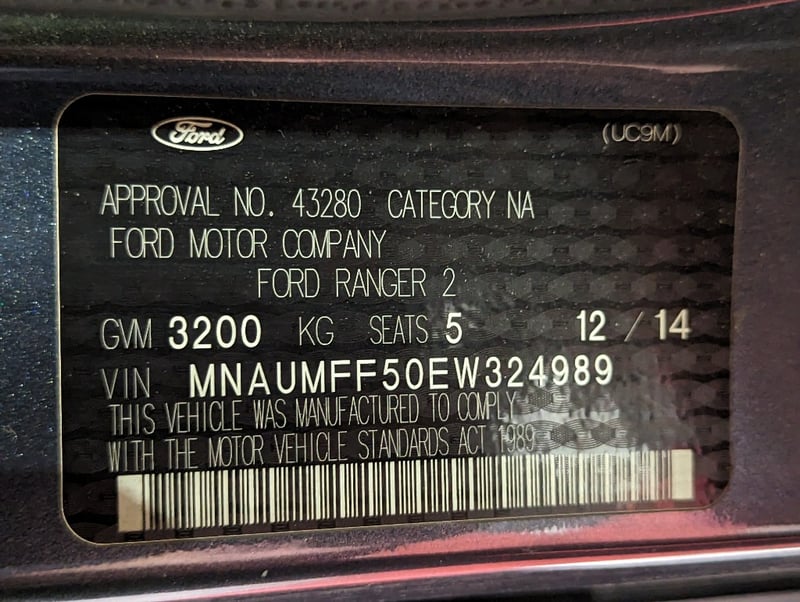 Ford
(UC9M)
APPROVAL NO. 43280 CATEGORY NA
FORD MOTOR COMPANY
FORD RANGER 2
GVM 3200 KG SEATS 5 12 / 14
VIN MNAUMFF50EW324989
THIS VEHICLE WAS MANUFACTURED TO COMPLY
WITH THE MOTOR VEHICLE STANDARDS ACT 1989